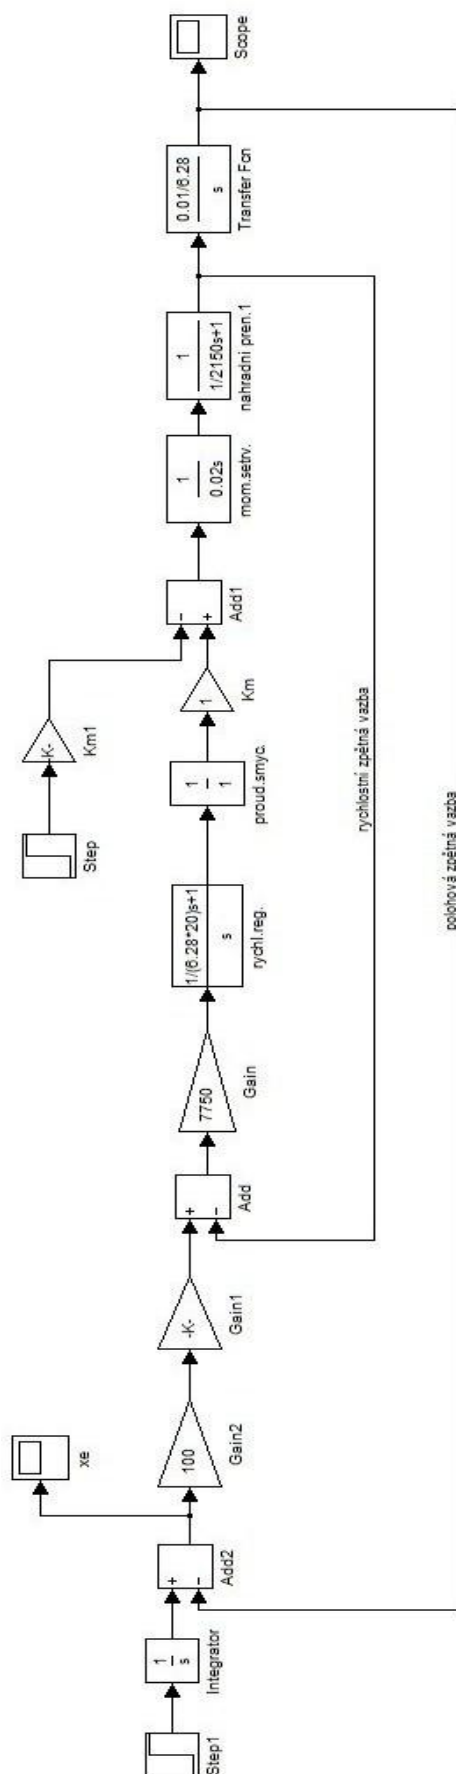 Step1
1
s
Integrator
+
-
Add2
xe
100
Gain2
-K-
Gain1
+
-
Add
7750
Gain
1/(6.28*20)s+1
s
rychl.reg.
1
1
proud.smyc.
1
Km
Step
-K-
Km1
-
+
Add1
1
0.02s
mom.setrv.
1
1/2150s+1
nahradni pren.1
0.01/6.28
s
Transfer Fcn
Scope
rychlostní zpětná vazba
polohová zpětná vazba